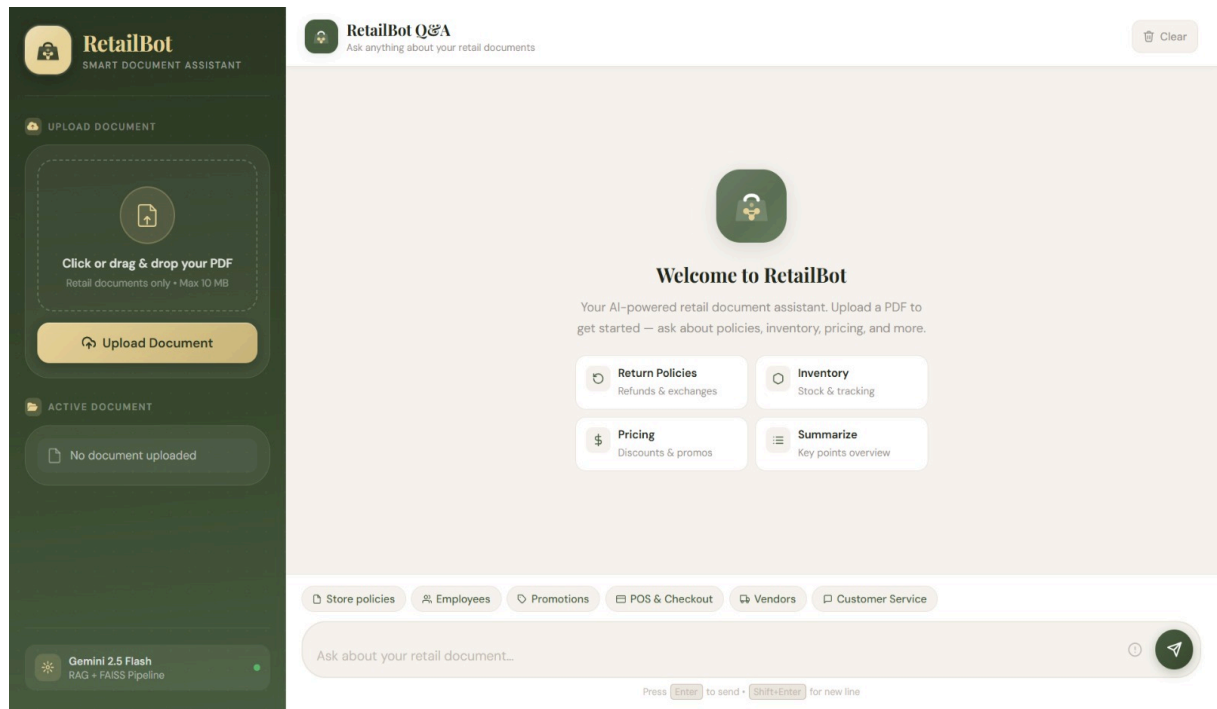 RetailBot
SMART DOCUMENT ASSISTANT
UPLOAD DOCUMENT
Click or drag & drop your PDF
Retail documents only • Max 10 MB
Upload Document
ACTIVE DOCUMENT
No document uploaded
Gemini 2.5 Flash
RAG + FAISS Pipeline
RetailBot Q&A
Ask anything about your retail documents
Clear
Welcome to RetailBot
Your AI-powered retail document assistant. Upload a PDF to
get started — ask about policies, inventory, pricing, and more.
Return Policies
Refunds & exchanges
Inventory
Stock & tracking
Pricing
Discounts & promos
Summarize
Key points overview
Store policies
Employees
Promotions
POS & Checkout
Vendors
Customer Service
Ask about your retail document...
Press Enter to send • Shift+Enter for new line